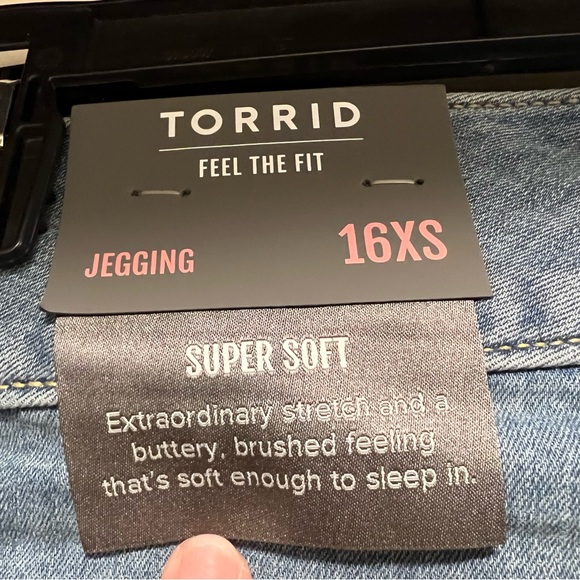 TORRID
FEEL THE FIT
JEGGING 16XS
SUPER SOFT
Extraordinary stretch and a
buttery, brushed feeling
that's soft enough to sleep in.